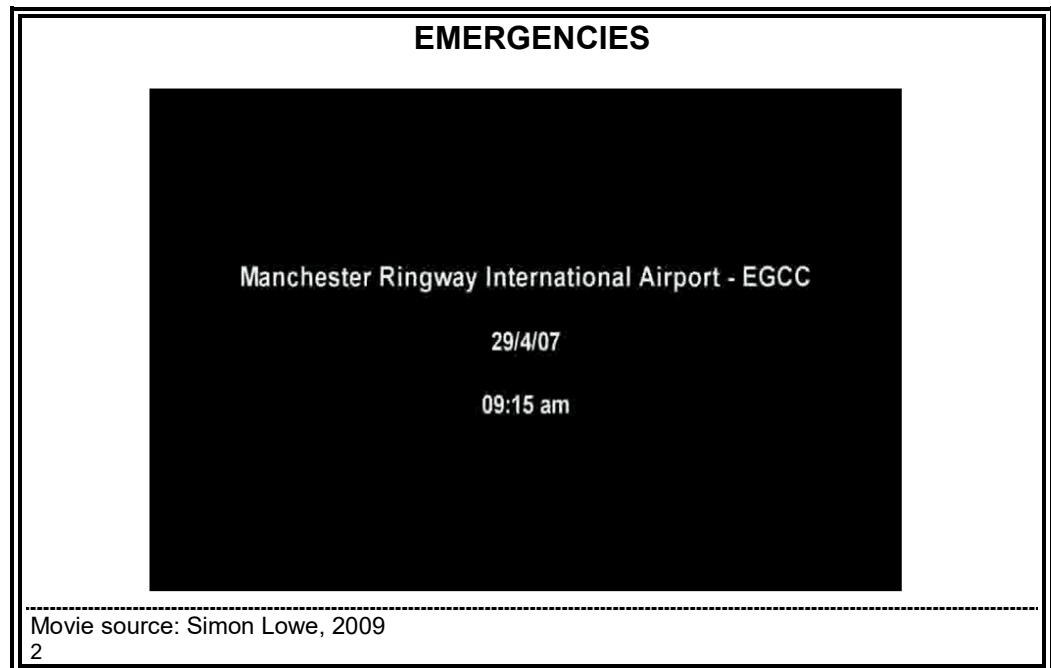 EMERGENCIES
Manchester Ringway International Airport - EGCC
29/4/07
09:15 am
Movie source: Simon Lowe, 2009
2